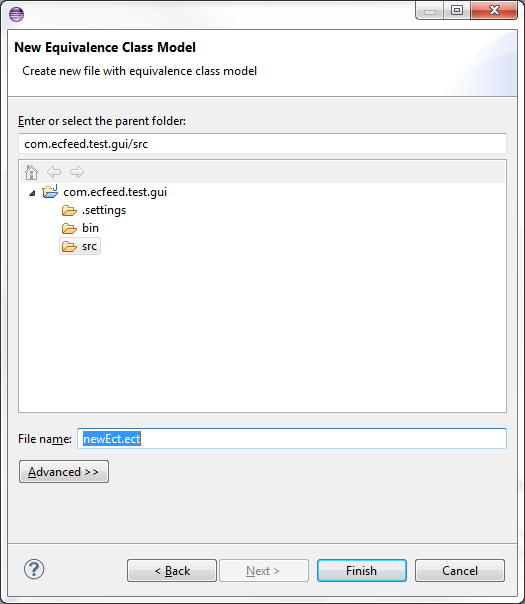 New Equivalence Class Model
Create new file with equivalence class model
Enter or select the parent folder:
com.ecfeed.test.gui/src
com.ecfeed.test.gui
.settings
bin
src
File name: newEct.ect
Advanced >>
? < Back Next > Finish Cancel